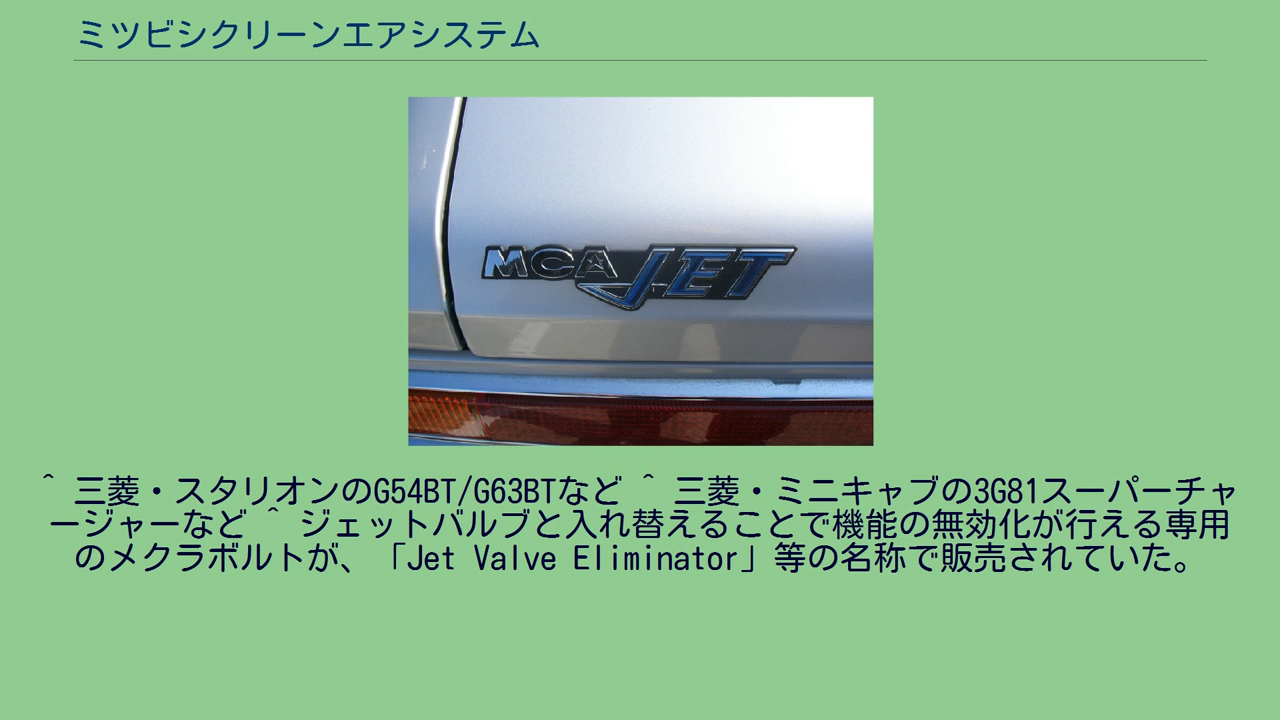 ミツビシクリーンエアシステム
MCA JET
^ 三菱・スタリオンのG54BT/G63BTなど ^ 三菱・ミニキャブの3G81スーパーチャ
ージャーなど ^ ジェットバルブと入れ替えることで機能の無効化が行える専用
のメクラボルトが、「Jet Valve Eliminator」等の名称で販売されていた。